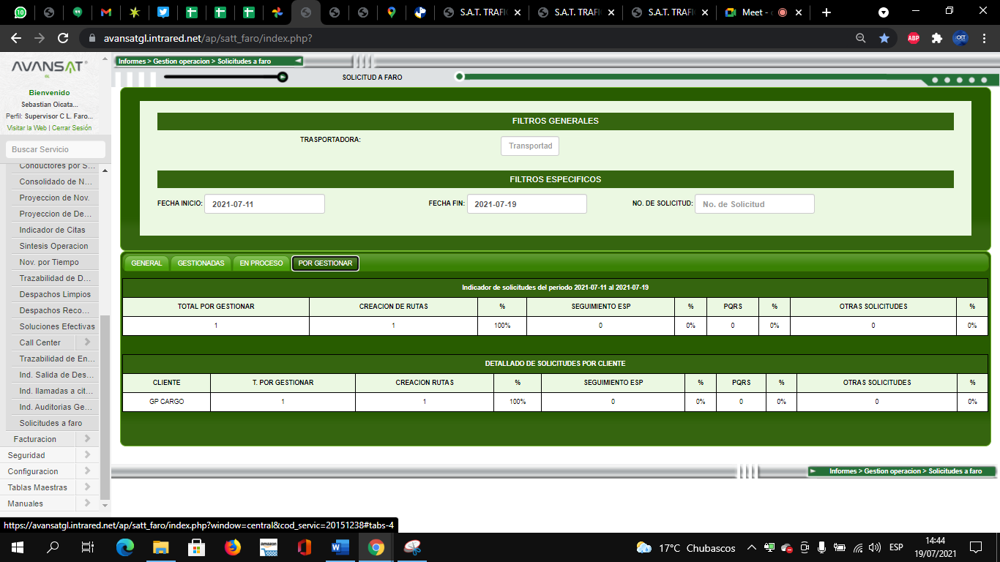 10
S.A.T. TRAFI
S.A.T. TRAFI
S.A.T. TRAFI
Meet -
avansatgl.intrared.net/ap/satt_faro/index.php?
ABP
AVANSAT
GL
Bienvenido
Sebastian Oicata...
Perfil: Supervisor C L. Faro...
Visitar la Web | Cerrar Sesión
Buscar Servicio
Conductores por S...
Consolidado de N...
Proyeccion de Nov.
Proyeccion de De...
Indicador de Citas
Sintesis Operacion
Nov. por Tiempo
Trazabilidad de D...
Despachos Limpios
Despachos Reco...
Soluciones Efectivas
Call Center
Trazabilidad de En...
Ind. Salida de Des...
Ind. llamadas a cit...
Ind. Auditorias Ge...
Solicitudes a faro
Facturacion
Seguridad
Configuracion
Tablas Maestras
Manuales
Informes > Gestion operacion > Solicitudes a faro
SOLICITUD A FARO
FILTROS GENERALES
TRASPORTADORA: Transportad
FILTROS ESPECIFICOS
FECHA INICIO: 2021-07-11 FECHA FIN: 2021-07-19 NO. DE SOLICITUD: No. de Solicitud
GENERAL GESTIONADAS EN PROCESO POR GESTIONAR
Indicador de solicitudes del periodo 2021-07-11 al 2021-07-19
TOTAL POR GESTIONAR CREACION DE RUTAS % SEGUIMIENTO ESP % PQRS % OTRAS SOLICITUDES %
1 1 100% 0 0% 0 0% 0 0%
DETALLADO DE SOLICITUDES POR CLIENTE
CLIENTE T. POR GESTIONAR CREACION RUTAS % SEGUIMIENTO ESP % PQRS % OTRAS SOLICITUDES %
GP CARGO 1 1 100% 0 0% 0 0% 0 0%
Informes > Gestion operacion > Solicitudes a faro
https://avansatgl.intrared.net/ap/satt_faro/index.php?window=central&cod_servic=20151238#tabs-4
amazon
17°C Chubascos
ESP
14:44
19/07/2021